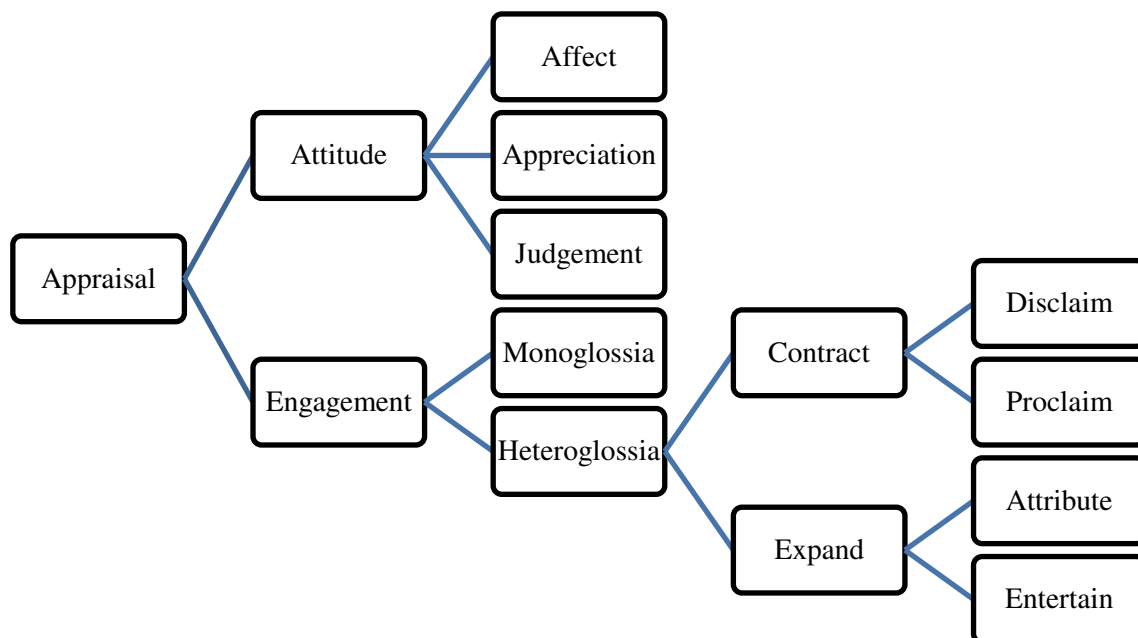 Affect
Attitude
Appreciation
Judgement
Appraisal
Monoglossia
Engagement
Heteroglossia
Contract
Disclaim
Proclaim
Expand
Attribute
Entertain